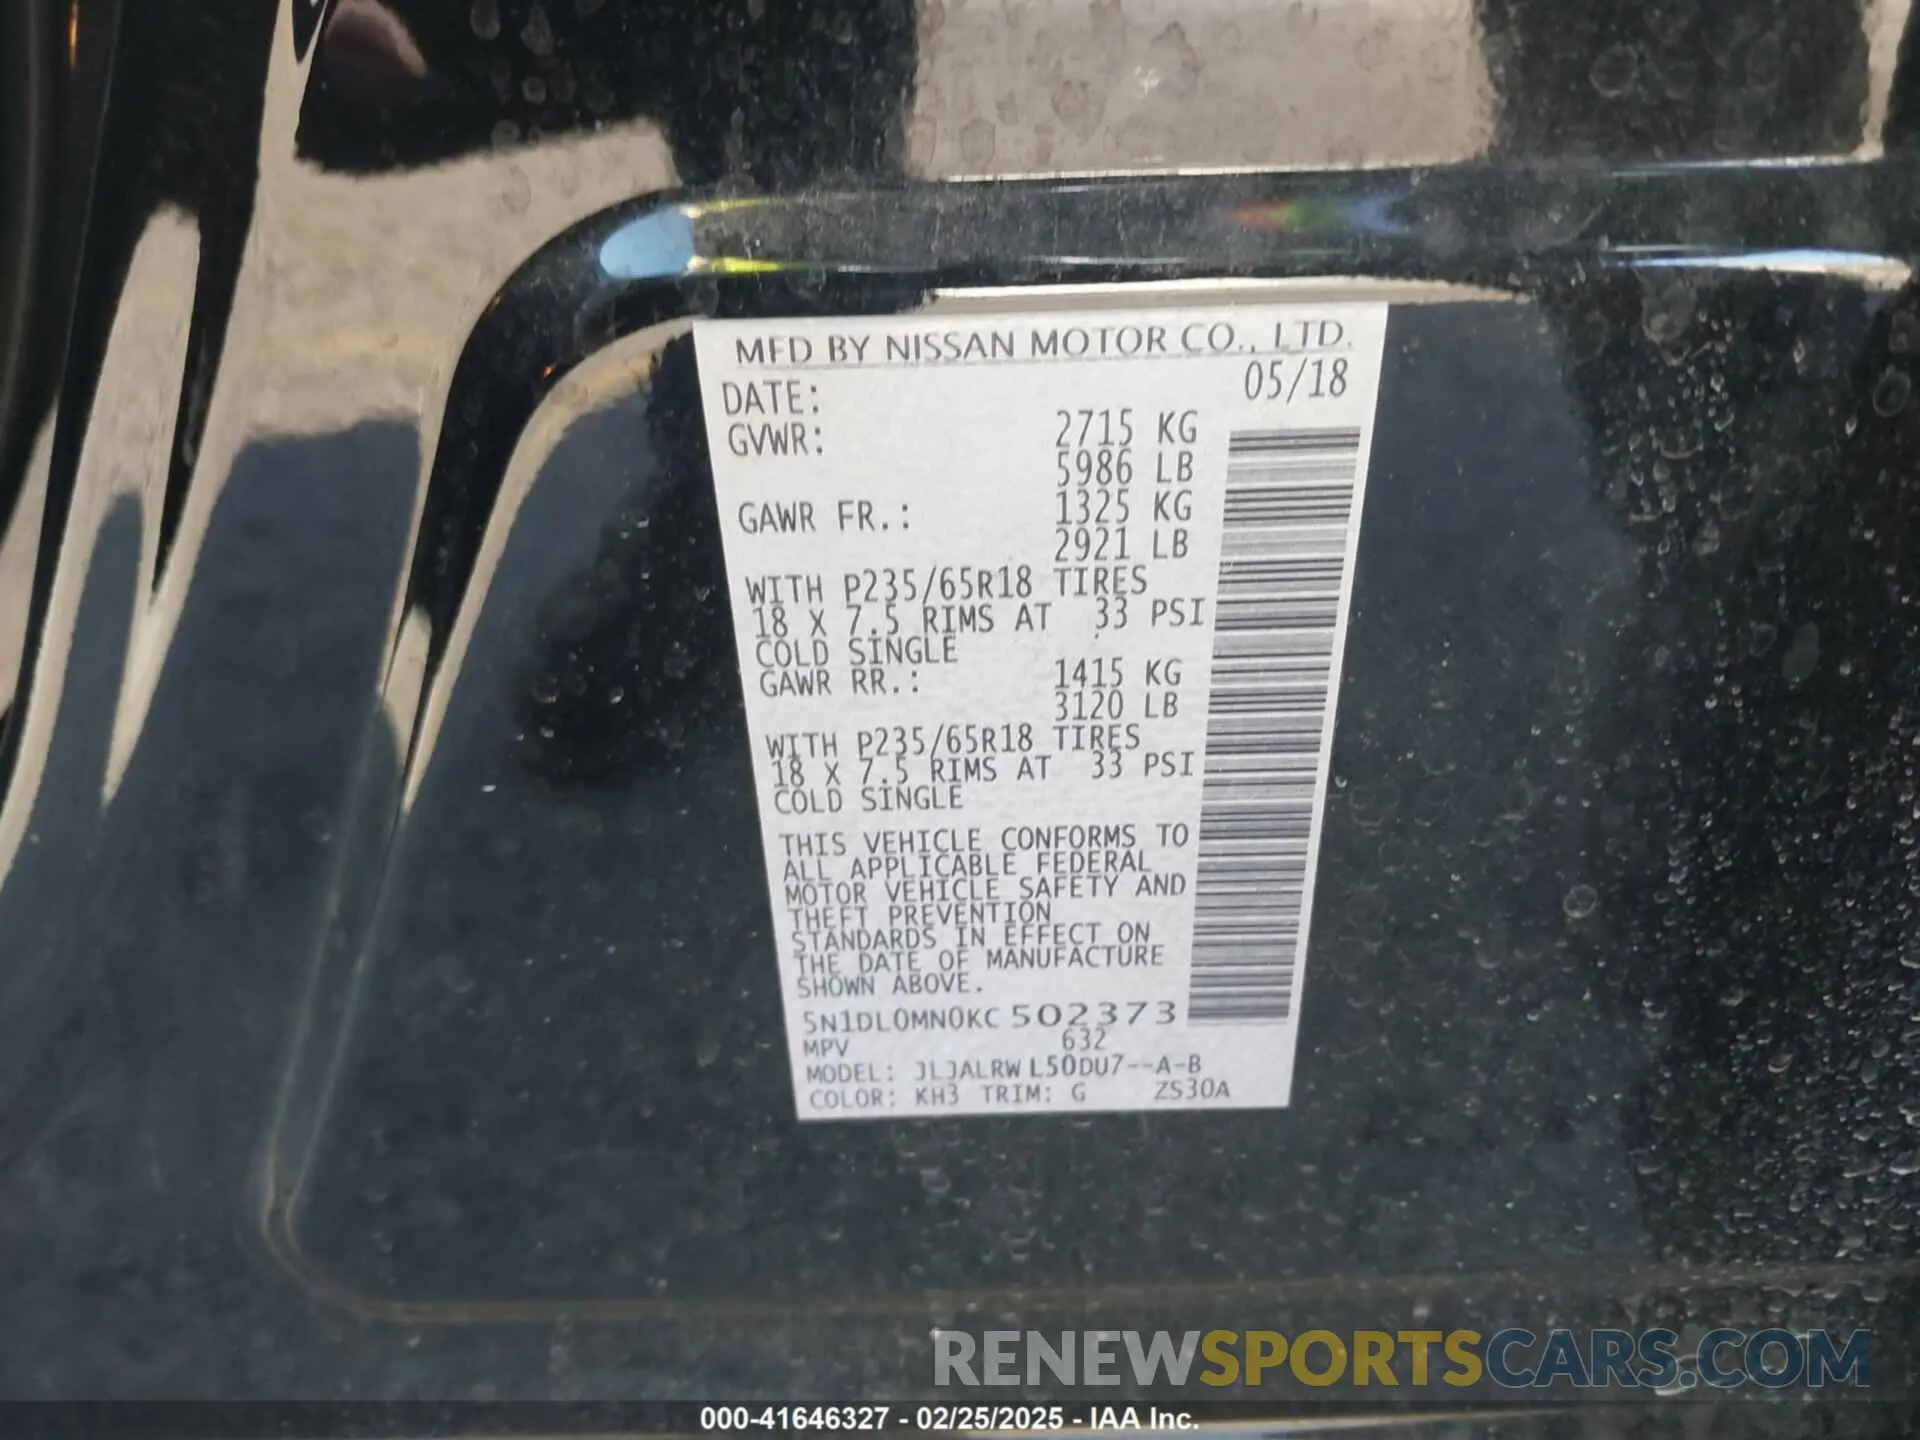 MFD BY NISSAN MOTOR CO., LTD.
DATE: 05/18
GVWR: 2715 KG
5986 LB
GAWR FR.: 1325 KG
2921 LB
WITH P235/65R18 TIRES
18 X 7.5 RIMS AT 33 PSI
COLD SINGLE
GAWR RR.: 1415 KG
3120 LB
WITH P235/65R18 TIRES
18 X 7.5 RIMS AT 33 PSI
COLD SINGLE
THIS VEHICLE CONFORMS TO
ALL APPLICABLE FEDERAL
MOTOR VEHICLE SAFETY AND
THEFT PREVENTION
STANDARDS IN EFFECT ON
THE DATE OF MANUFACTURE
SHOWN ABOVE.
5N1DL0MN0KC502373
MPV 632
MODEL: JLJALRW L50DU7--A-B
COLOR: KH3 TRIM: G ZS30A
RENEWSPORTSCARS.COM
000-41646327 - 02/25/2025 - IAA Inc.